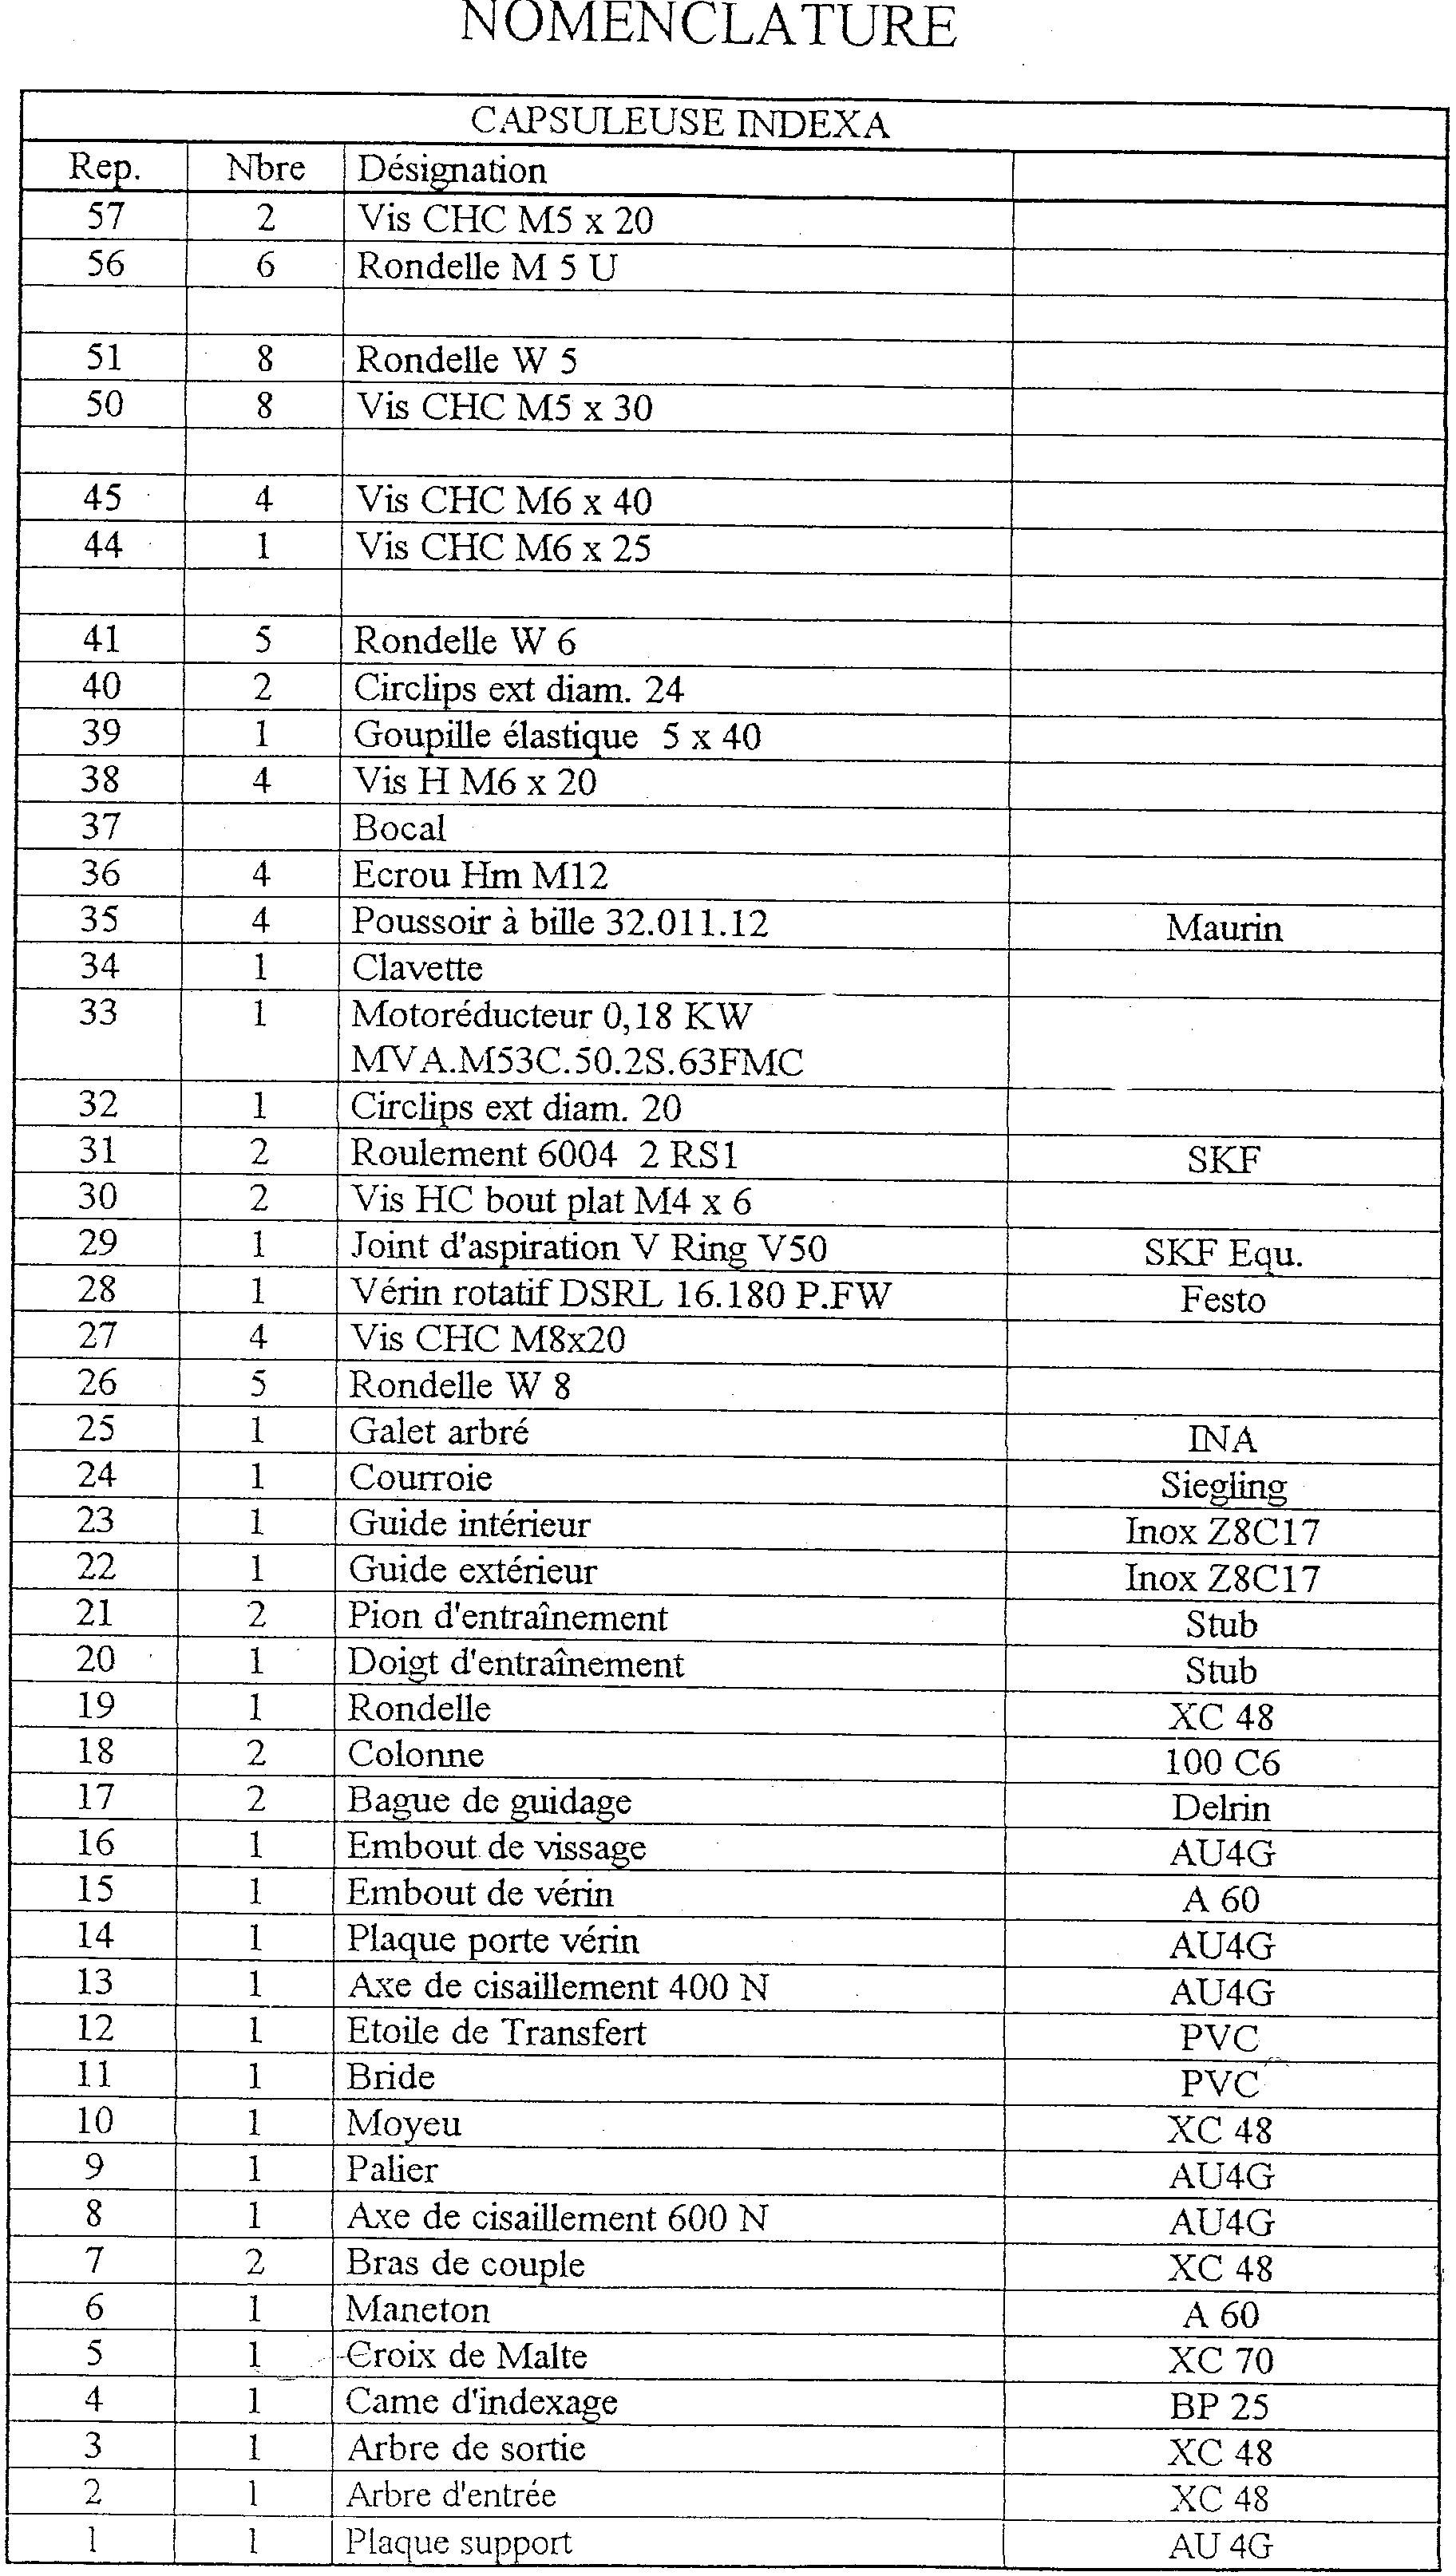 NOMENCLATURE
CAPSULEUSE INDEXA
Rep. Nbre Désignation
57 2 Vis CHC M5 x 20
56 6 Rondelle M 5 U
51 8 Rondelle W 5
50 8 Vis CHC M5 x 30
45 4 Vis CHC M6 x 40
44 1 Vis CHC M6 x 25
41 5 Rondelle W 6
40 2 Circlips ext diam. 24
39 1 Goupille élastique 5 x 40
38 4 Vis H M6 x 20
37 Bocal
36 4 Ecrou Hm M12
35 4 Poussoir à bille 32.011.12 Maurin
34 1 Clavette
33 1 Motoréducteur 0,18 KW
MVA.M53C.50.2S.63FMC
32 1 Circlips ext diam. 20
31 2 Roulement 6004 2 RS1 SKF
30 2 Vis HC bout plat M4 x 6
29 1 Joint d'aspiration V Ring V50 SKF Equ.
28 1 Vérin rotatif DSRL 16.180 P.FW Festo
27 4 Vis CHC M8x20
26 5 Rondelle W 8
25 1 Galet arbré INA
24 1 Courroie Siegling
23 1 Guide intérieur Inox Z8C17
22 1 Guide extérieur Inox Z8C17
21 2 Pion d'entraînement Stub
20 1 Doigt d'entraînement Stub
19 1 Rondelle XC 48
18 2 Colonne 100 C6
17 2 Bague de guidage Delrin
16 1 Embout de vissage AU4G
15 1 Embout de vérin A 60
14 1 Plaque porte vérin AU4G
13 1 Axe de cisaillement 400 N AU4G
12 1 Etoile de Transfert PVC
11 1 Bride PVC
10 1 Moyeu XC 48
9 1 Palier AU4G
8 1 Axe de cisaillement 600 N AU4G
7 2 Bras de couple XC 48
6 1 Maneton A 60
5 1 Croix de Malte XC 70
4 1 Came d'indexage BP 25
3 1 Arbre de sortie XC 48
2 1 Arbre d'entrée XC 48
1 1 Plaque support AU 4G